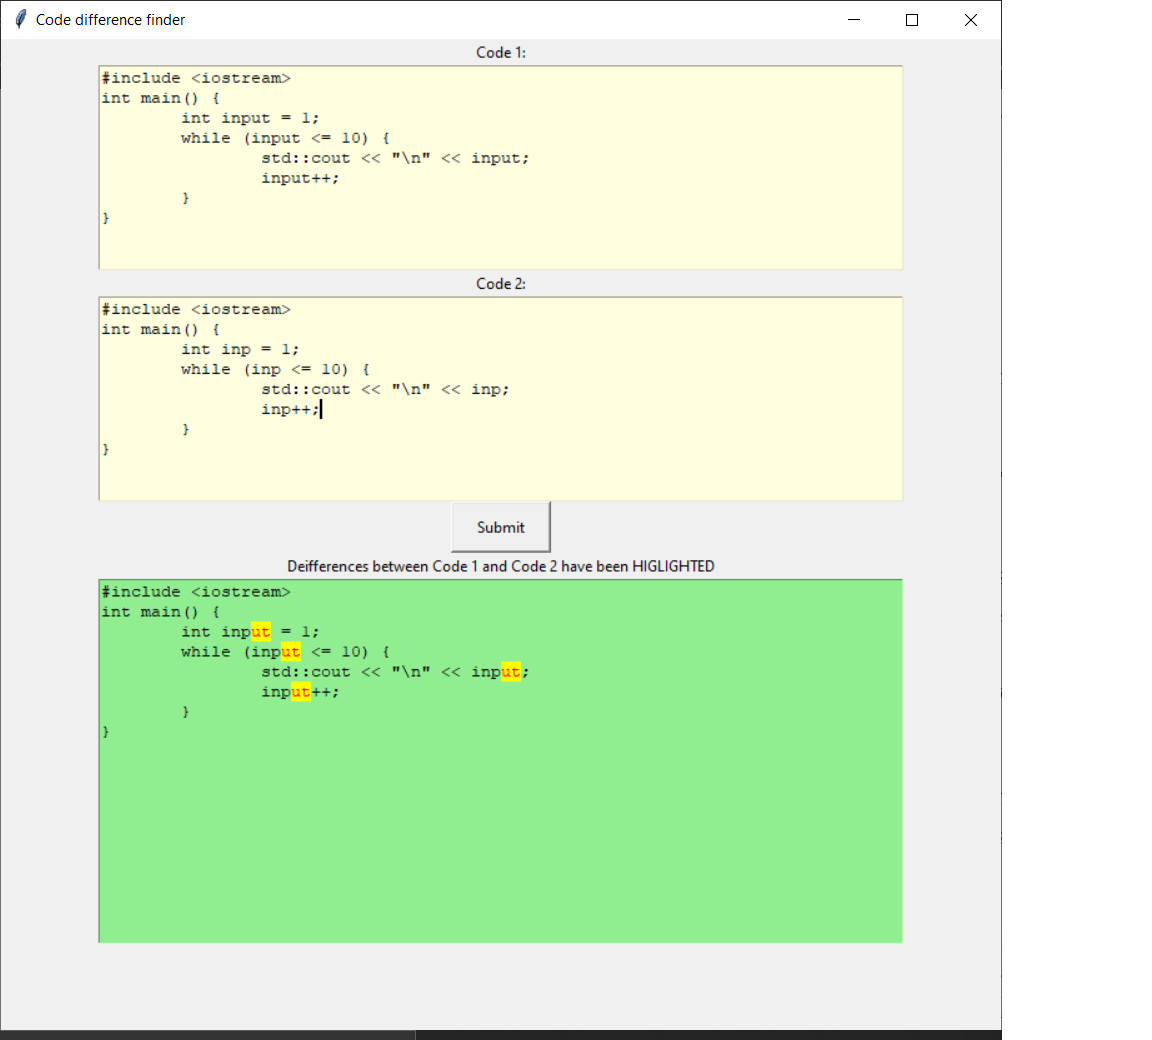 Code difference finder
Code 1:
#include <iostream>
int main() {
        int input = 1;
        while (input <= 10) {
                std::cout << "\n" << input;
                input++;
        }
}
Code 2:
#include <iostream>
int main() {
        int inp = 1;
        while (inp <= 10) {
                std::cout << "\n" << inp;
                inp++;
        }
}
Submit
Deifferences between Code 1 and Code 2 have been HIGLIGHTED
#include <iostream>
int main() {
        int input = 1;
        while (input <= 10) {
                std::cout << "\n" << input;
                input++;
        }
}